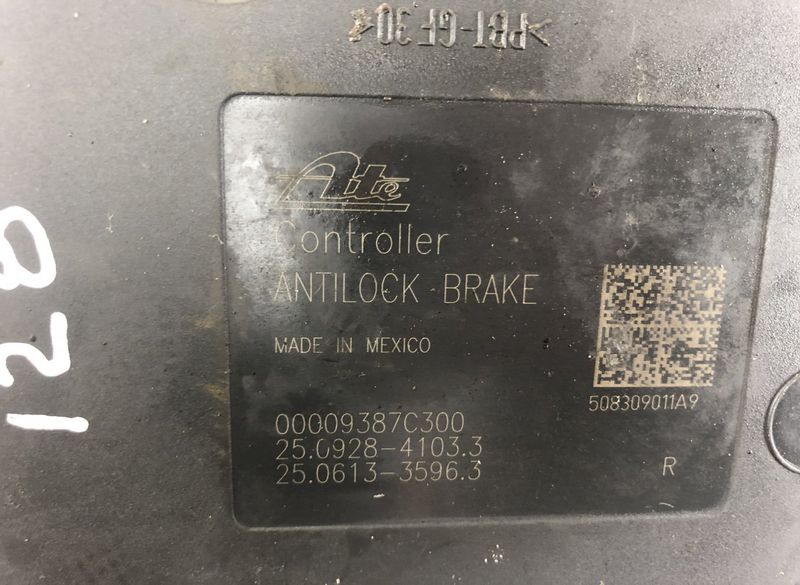 >PBT-GF30<
Ate
Controller
ANTILOCK BRAKE
MADE IN MEXICO
508309011A9
00009387C300
25.0928-4103.3
25.0613-3596.3
R
128